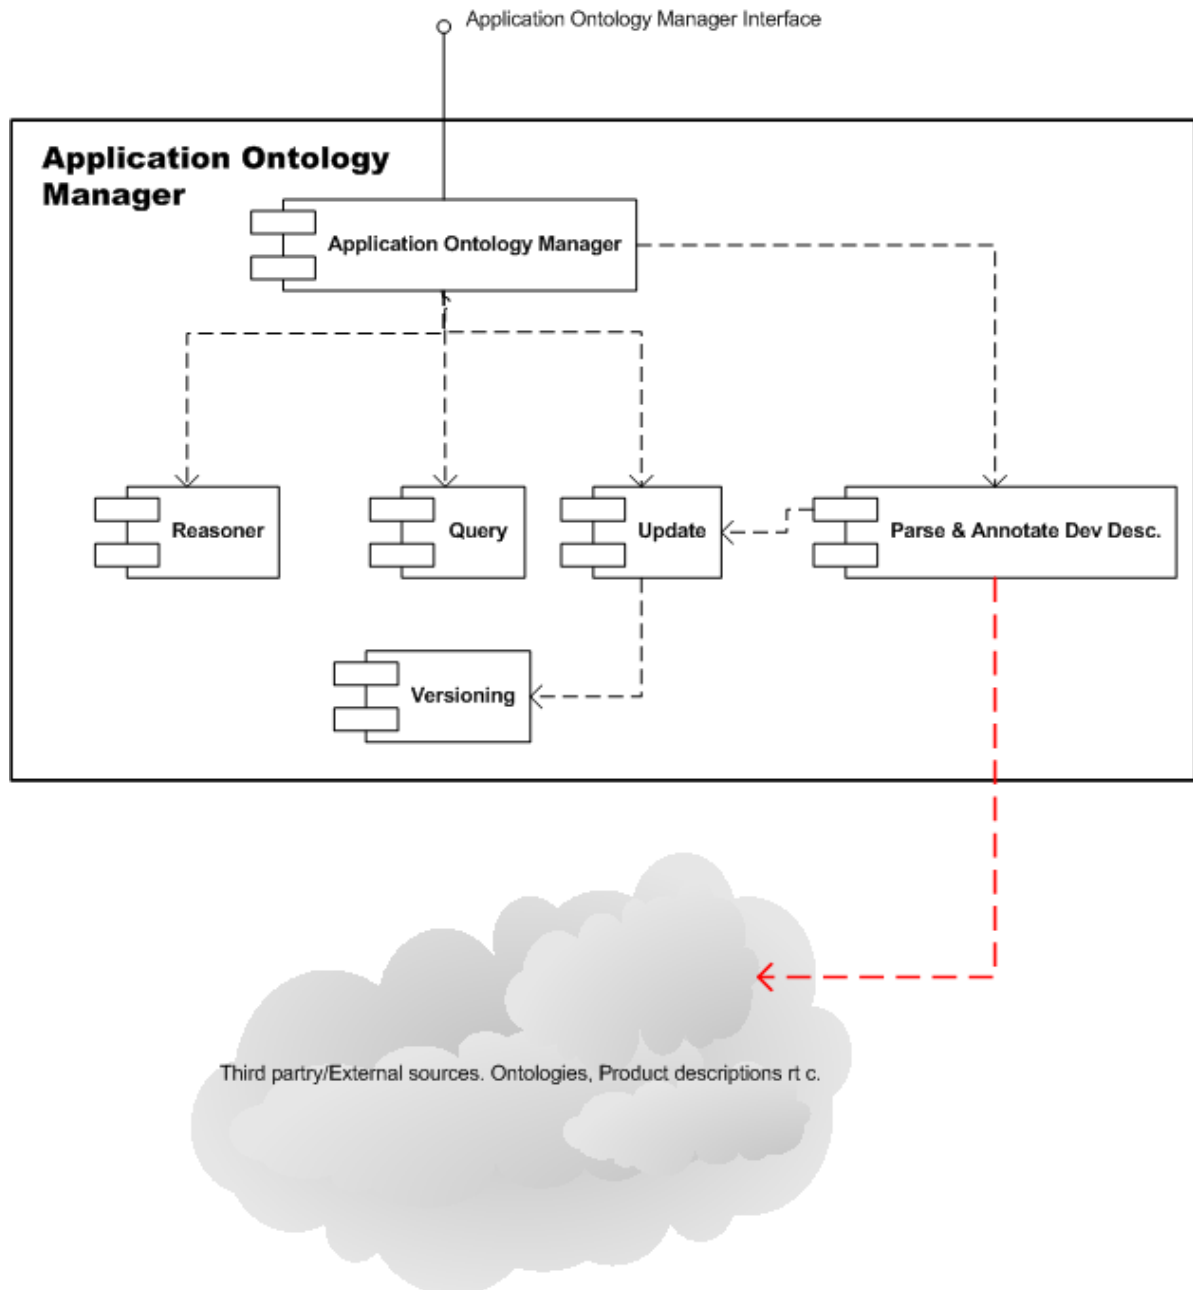 Application Ontology Manager Interface
Application Ontology
Manager
Application Ontology Manager
Reasoner
Query
Update
Parse & Annotate Dev Desc.
Versioning
Third partry/External sources. Ontologies, Product descriptions rt c.